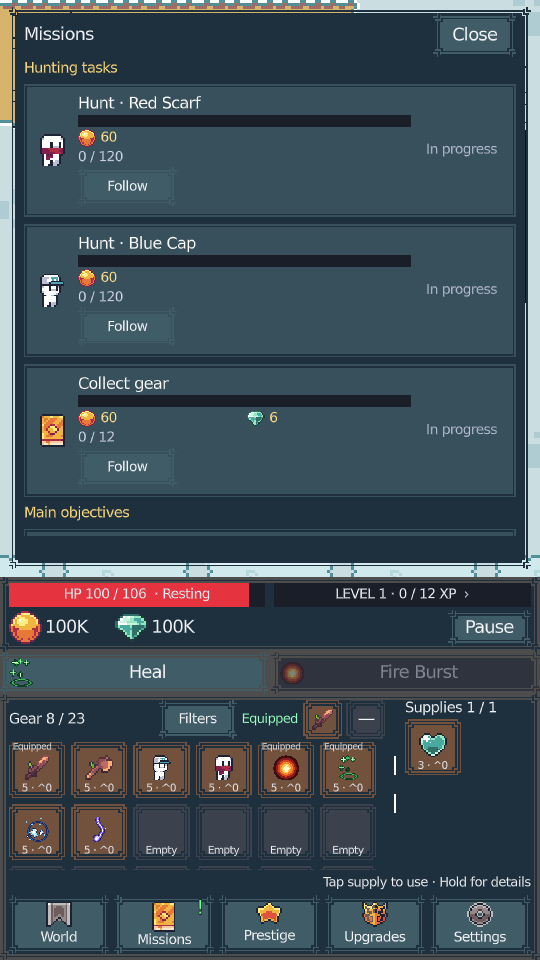 Missions
Close
Hunting tasks
Hunt · Red Scarf
60
0 / 120
In progress
Follow
Hunt · Blue Cap
60
0 / 120
In progress
Follow
Collect gear
60
6
0 / 12
In progress
Follow
Main objectives
HP 100 / 106 · Resting
LEVEL 1 · 0 / 12 XP ›
100K
100K
Pause
Heal
Fire Burst
Gear 8 / 23
Filters
Equipped
—
Supplies 1 / 1
Equipped
5 · ^0
5 · ^0
5 · ^0
5 · ^0
Equipped
5 · ^0
Equipped
5 · ^0
3 · ^0
5 · ^0
5 · ^0
Empty
Empty
Empty
Empty
Tap supply to use · Hold for details
World
Missions
!
Prestige
Upgrades
Settings